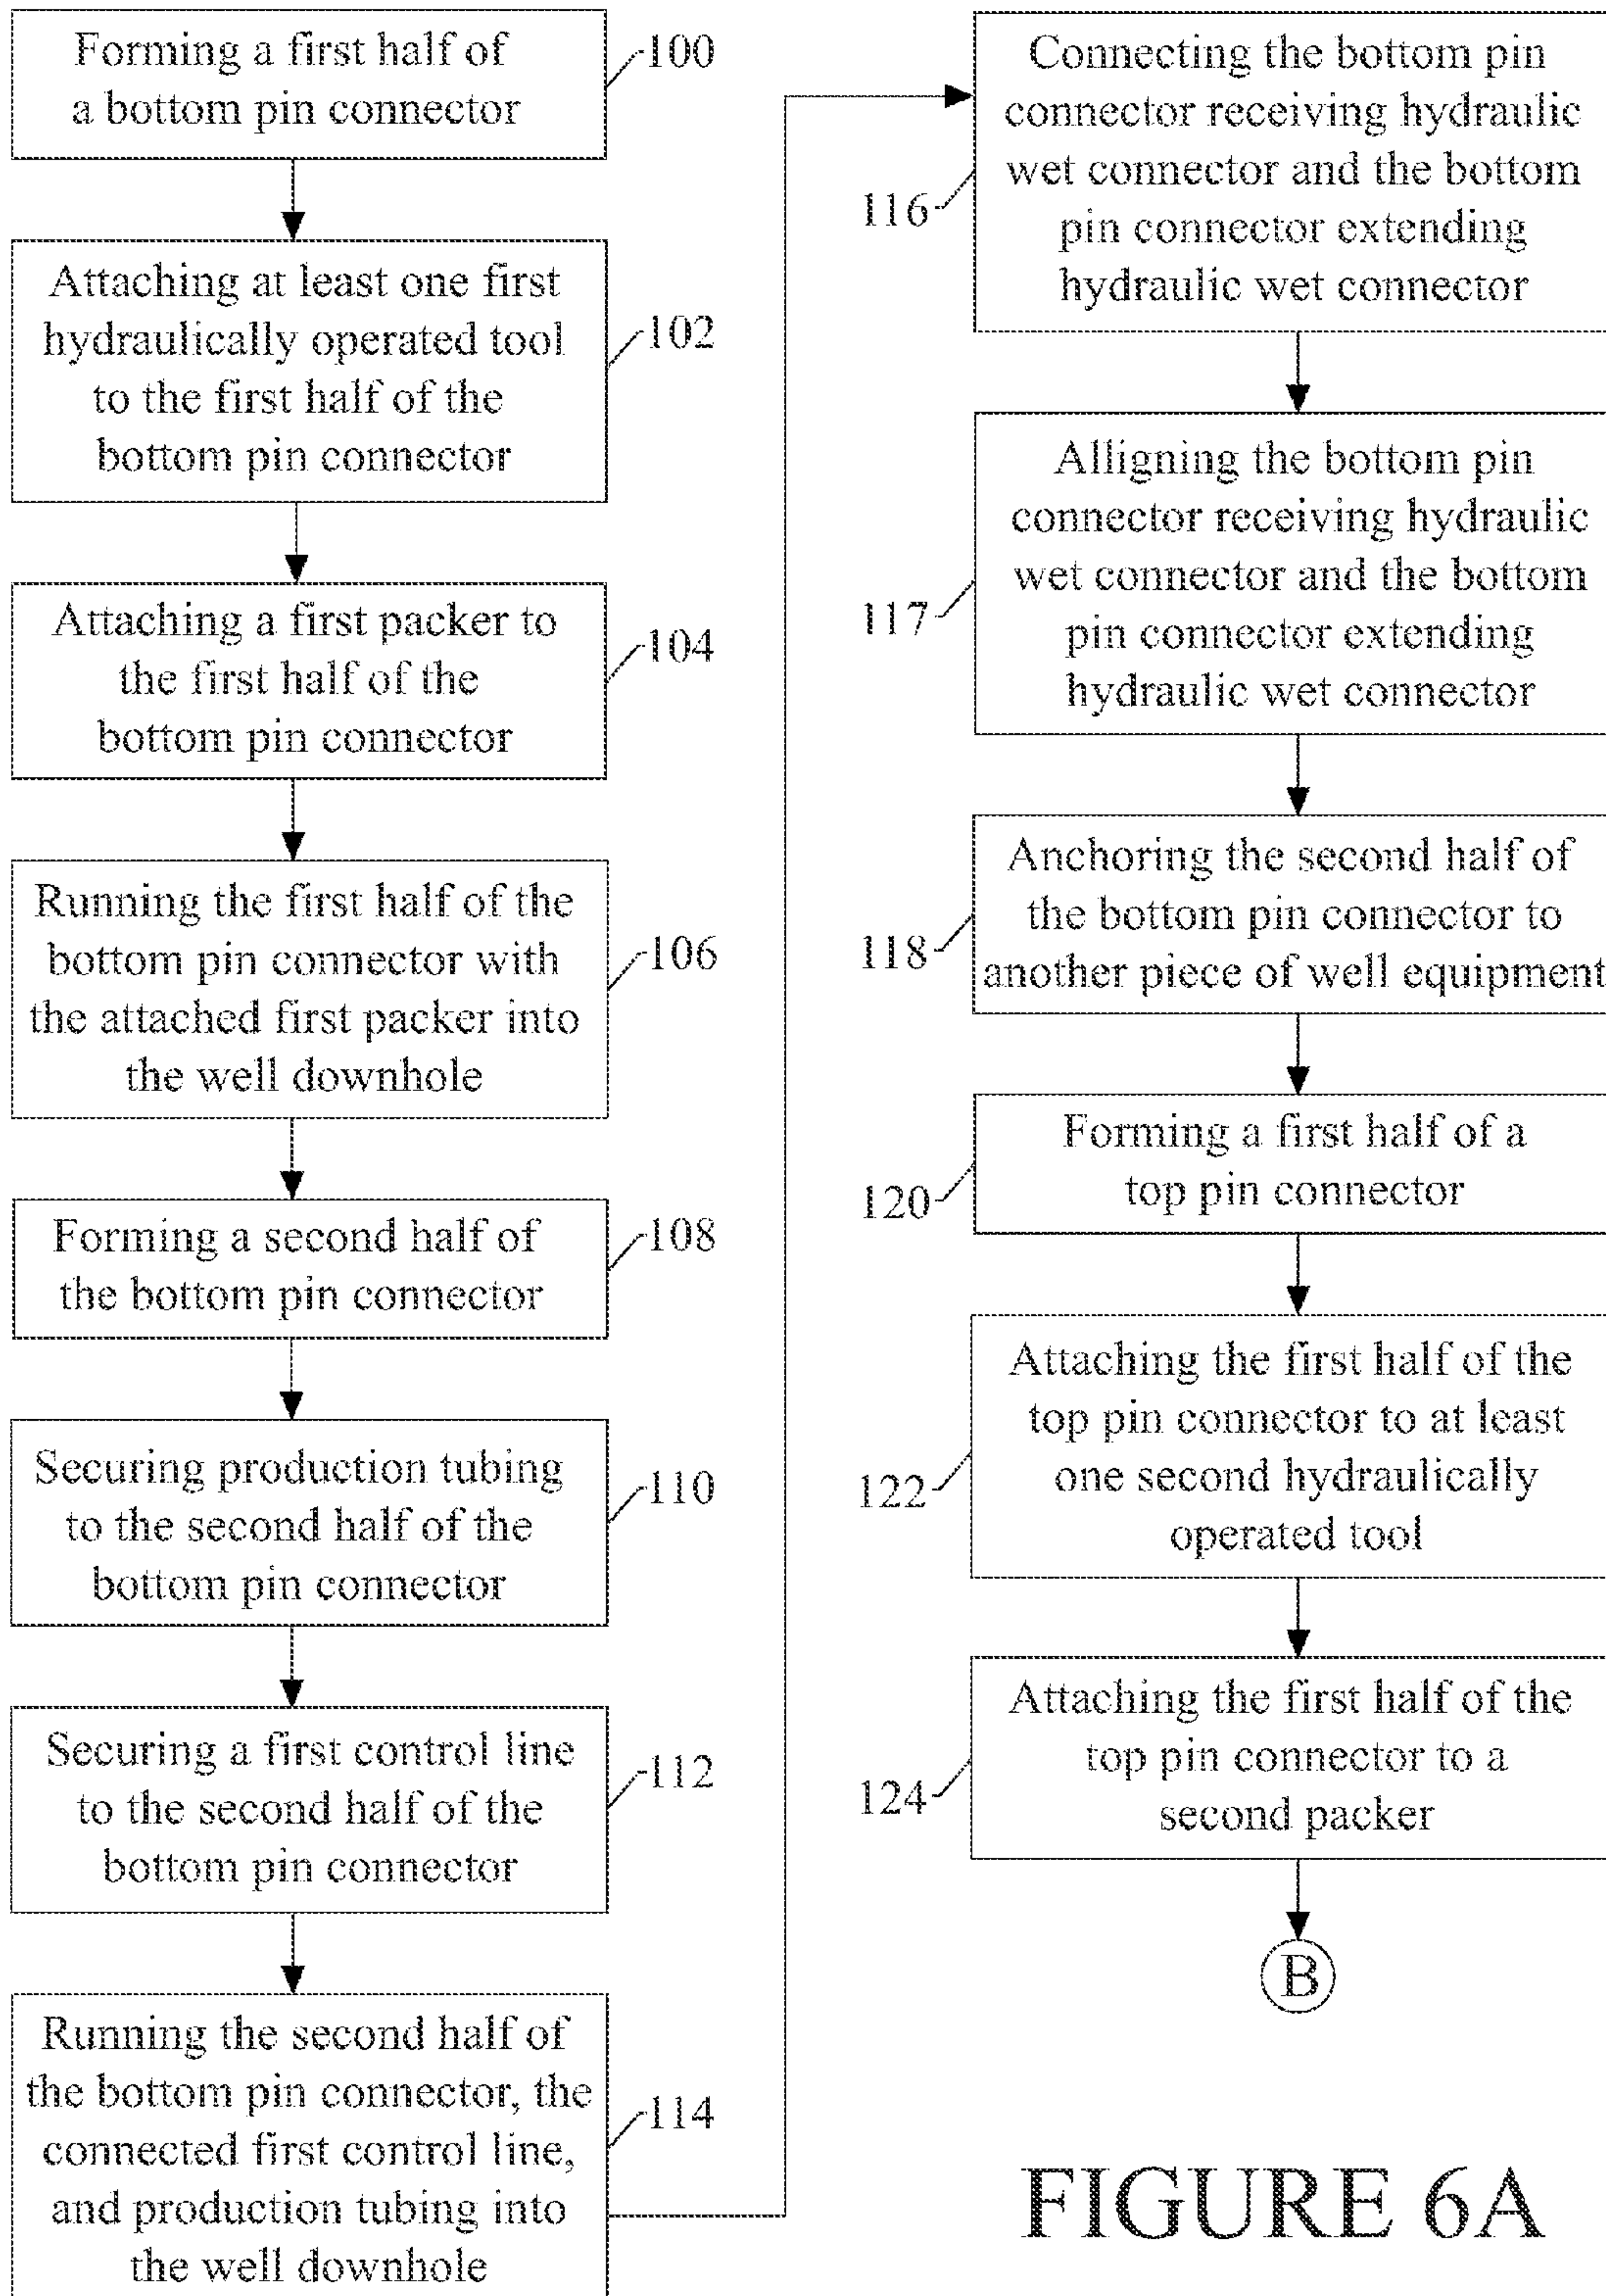 Forming a first half of
a bottom pin connector
100
Attaching at least one first
hydraulically operated tool
to the first half of the
bottom pin connector
102
Attaching a first packer to
the first half of the
bottom pin connector
104
Running the first half of the
bottom pin connector with
the attached first packer into
the well downhole
106
Forming a second half of
the bottom pin connector
108
Securing production tubing
to the second half of the
bottom pin connector
110
Securing a first control line
to the second half of the
bottom pin connector
112
Running the second half of
the bottom pin connector, the
connected first control line,
and production tubing into
the well downhole
114
Connecting the bottom pin
connector receiving hydraulic
wet connector and the bottom
pin connector extending
hydraulic wet connector
116
Alligning the bottom pin
connector receiving hydraulic
wet connector and the bottom
pin connector extending
hydraulic wet connector
117
Anchoring the second half of
the bottom pin connector to
another piece of well equipment
118
Forming a first half of a
top pin connector
120
Attaching the first half of the
top pin connector to at least
one second hydraulically
operated tool
122
Attaching the first half of the
top pin connector to a
second packer
124
B
FIGURE 6A